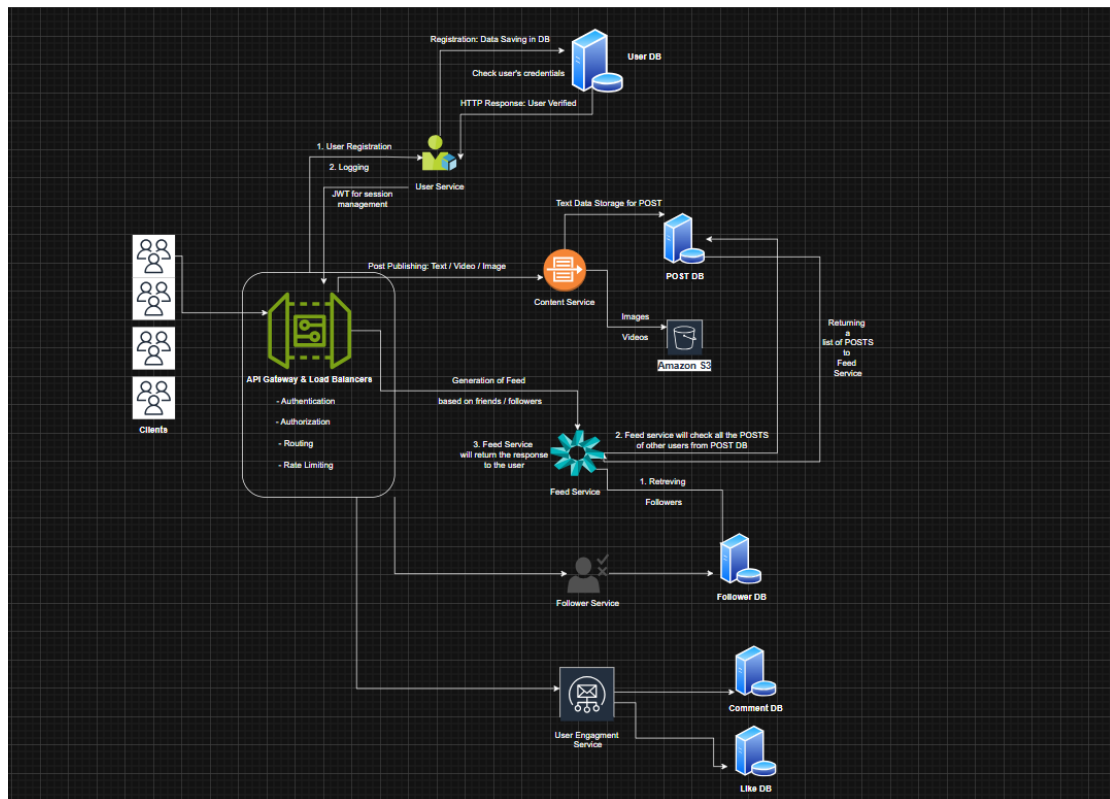 Registration: Data Saving in DB
User DB
Check user's credentials
HTTP Response: User Verified
1. User Registration
2. Logging
User Service
JWT for session
management
Text Data Storage for POST
POST DB
Post Publishing: Text / Video / Image
Content Service
Images
Videos
Amazon S3
Returning
a
list of POSTS
to
Feed
Service
API Gateway & Load Balancers
- Authentication
- Authorization
- Routing
- Rate Limiting
Clients
Generation of Feed
based on friends / followers
2. Feed service will check all the POSTS
of other users from POST DB
3. Feed Service
will return the response
to the user
Feed Service
1. Retreving
Followers
Follower Service
Follower DB
Comment DB
User Engagment
Service
Like DB